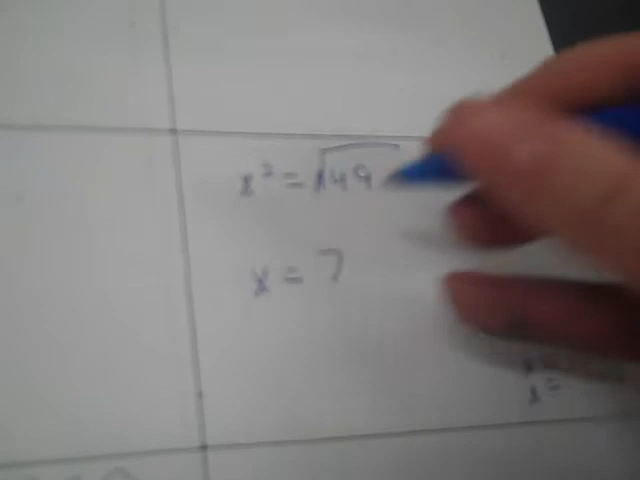 x² = √49
x = 7
x =